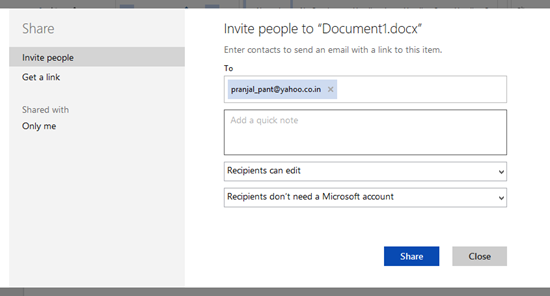 Share
Invite people
Get a link
Shared with
Only me
Invite people to “Document1.docx”
Enter contacts to send an email with a link to this item.
To
pranjal_pant@yahoo.co.in ×
Add a quick note
Recipients can edit
Recipients don't need a Microsoft account
Share
Close